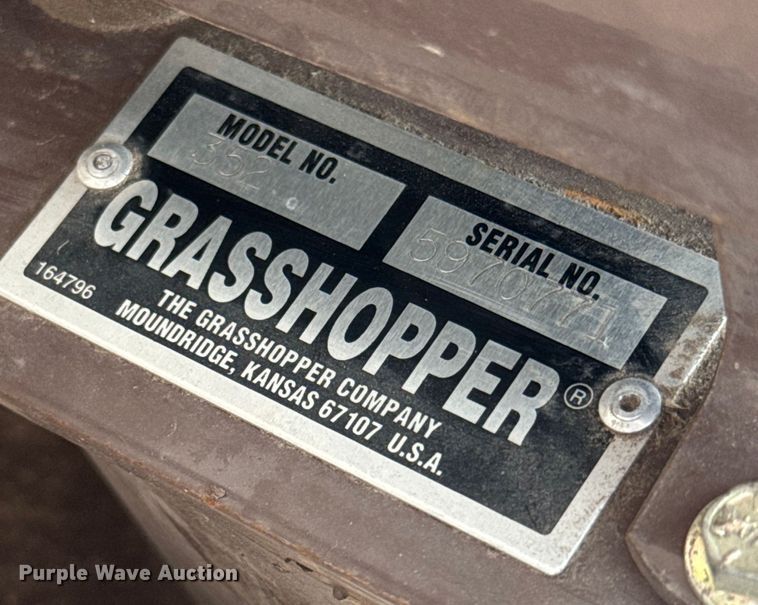 MODEL NO.
352
SERIAL NO.
GRASSHOPPER®
164796
THE GRASSHOPPER COMPANY
MOUNDRIDGE, KANSAS 67107 U.S.A.
Purple Wave Auction